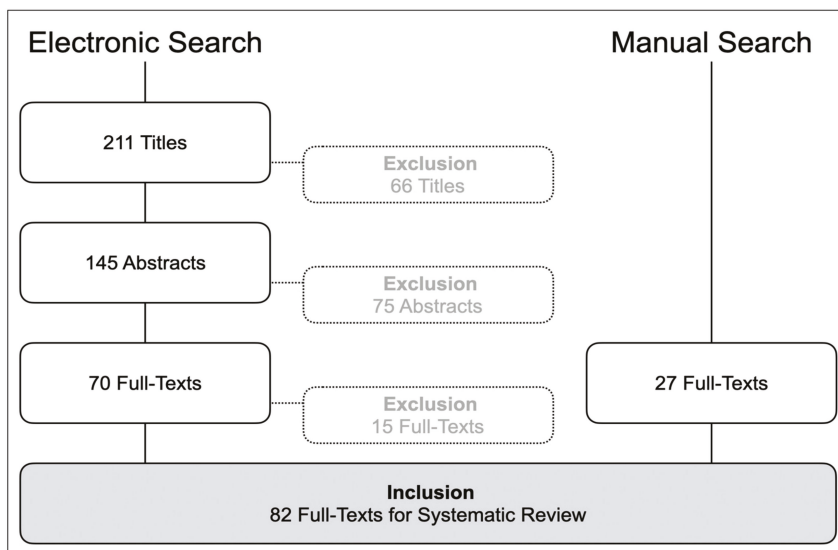 Electronic Search
Manual Search
211 Titles
Exclusion
66 Titles
145 Abstracts
Exclusion
75 Abstracts
70 Full-Texts
27 Full-Texts
Exclusion
15 Full-Texts
Inclusion
82 Full-Texts for Systematic Review